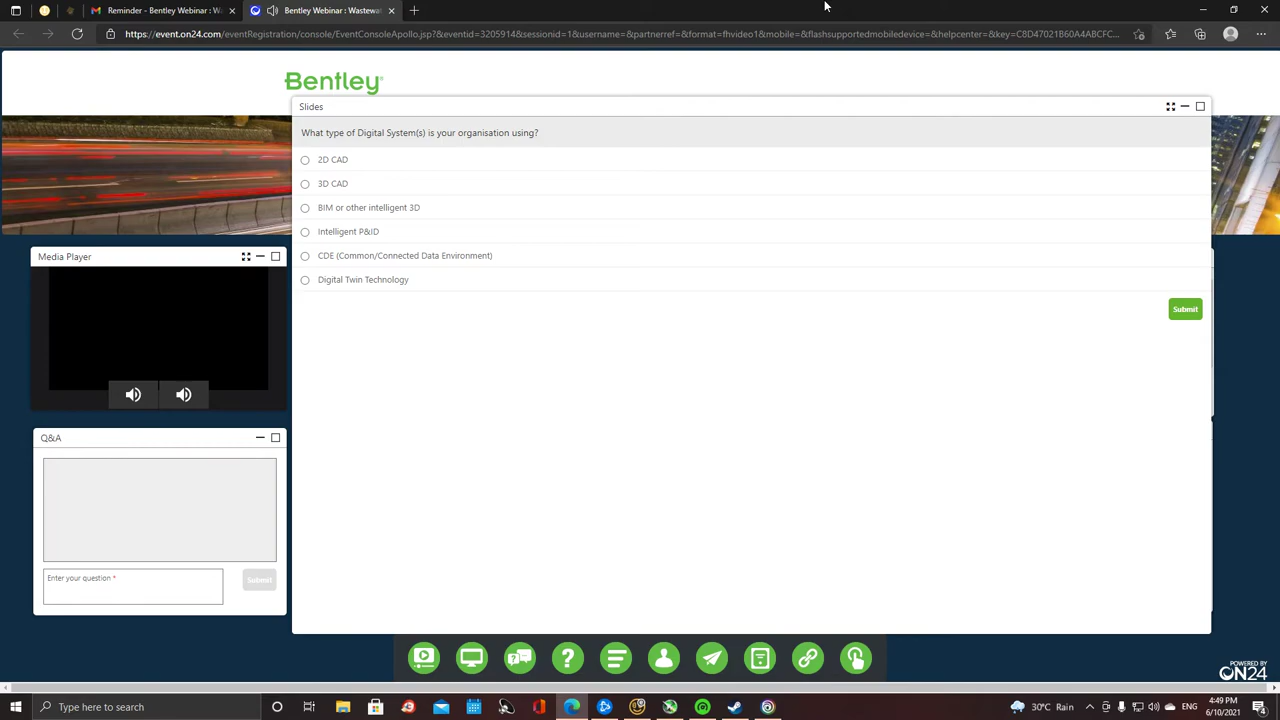 Reminder - Bentley Webinar : Wa
Bentley Webinar : Wastewat
https://event.on24.com/eventRegistration/console/EventConsoleApollo.jsp?&eventid=3205914&sessionid=1&username=&partnerref=&format=fhvideo1&mobile=&flashsupportedmobiledevice=&helpcenter=&key=C8D47021B60A4ABCFC...
Bentley
Slides
What type of Digital System(s) is your organisation using?
2D CAD
3D CAD
BIM or other intelligent 3D
Intelligent P&ID
CDE (Common/Connected Data Environment)
Digital Twin Technology
Submit
Media Player
Q&A
Enter your question *
Submit
POWERED BY
ON24
Type here to search
30°C Rain
ENG
4:49 PM
6/10/2021
4